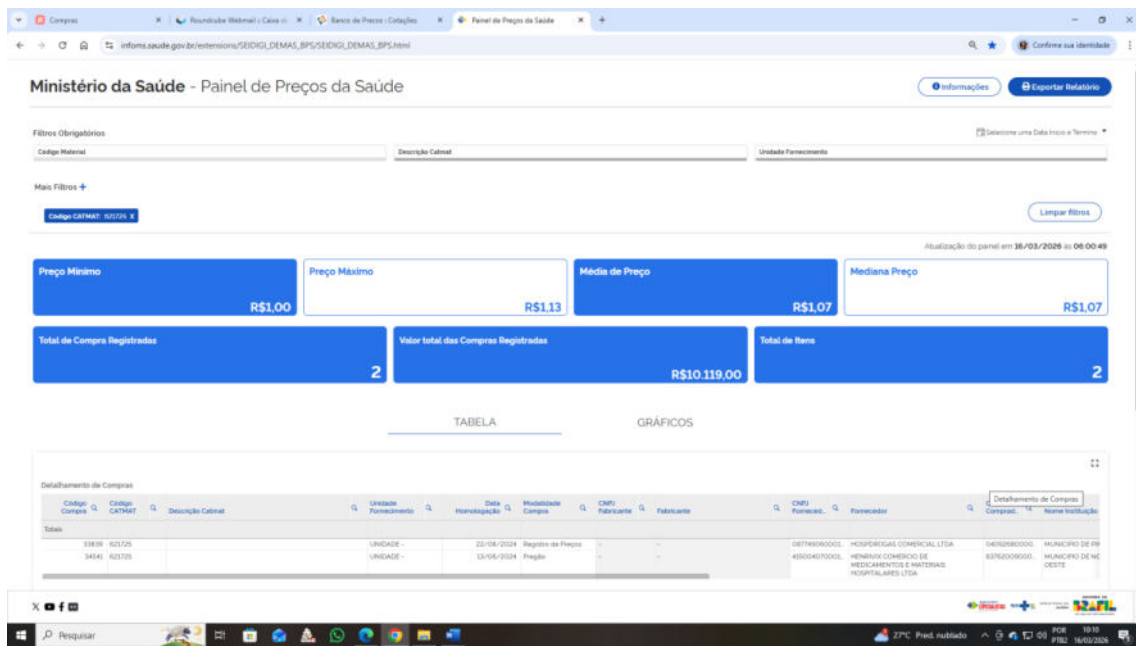 Compras
Roundcube Webmail :: Caixa de
Banco de Preços | Cotações
Painel de Preços da Saúde
infoms.saude.gov.br/extensions/SEIDIGI_DEMAS_BPS/SEIDIGI_DEMAS_BPS.html
Confirme sua identidade
Ministério da Saúde - Painel de Preços da Saúde
Informações
Exportar Relatório
Filtros Obrigatórios
Selecione uma Data Inicio e Termino
Código Material
Descrição Catmat
Unidade Fornecimento
Mais Filtros +
Código CATMAT: 621725 X
Limpar filtros
Atualização do painel em 16/03/2026 às 06:00:49
Preço Mínimo
R$1,00
Preço Máximo
R$1,13
Média de Preço
R$1,07
Mediana Preço
R$1,07
Total de Compra Registradas
2
Valor total das Compras Registradas
R$10.119,00
Total de Itens
2
TABELA
GRÁFICOS
Detalhamento de Compras
Detalhamento de Compras
Código Compra
Código CATMAT
Descrição Catmat
Unidade Fornecimento
Data Homologação
Modalidade Compra
CNPJ Fabricante
Fabricante
CNPJ Forneced..
Fornecedor
Comprad..
Nome Instituição
Totais
33839 621725 UNIDADE - 22/08/2024 Registro de Preços - - HOSPDROGAS COMERCIAL LTDA MUNICIPIO DE
34541 621725 UNIDADE - 13/05/2024 Pregão - - HENRIVIX COMERCIO DE MEDICAMENTOS E MATERIAIS HOSPITALARES LTDA MUNICIPIO DE
OESTE
Pesquisar
27°C Pred. nublado
POR
PTB2
10:10
16/03/2026